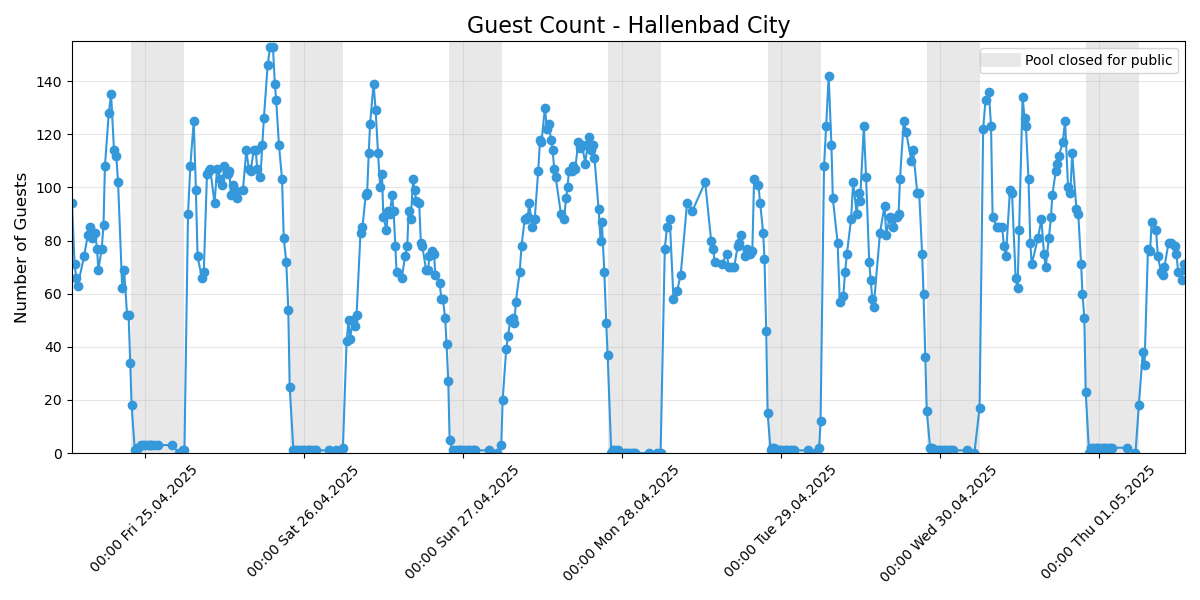 Guest Count - Hallenbad City
Pool closed for public
Number of Guests
140
120
100
80
60
40
20
0
00:00 Fri 25.04.2025
00:00 Sat 26.04.2025
00:00 Sun 27.04.2025
00:00 Mon 28.04.2025
00:00 Tue 29.04.2025
00:00 Wed 30.04.2025
00:00 Thu 01.05.2025